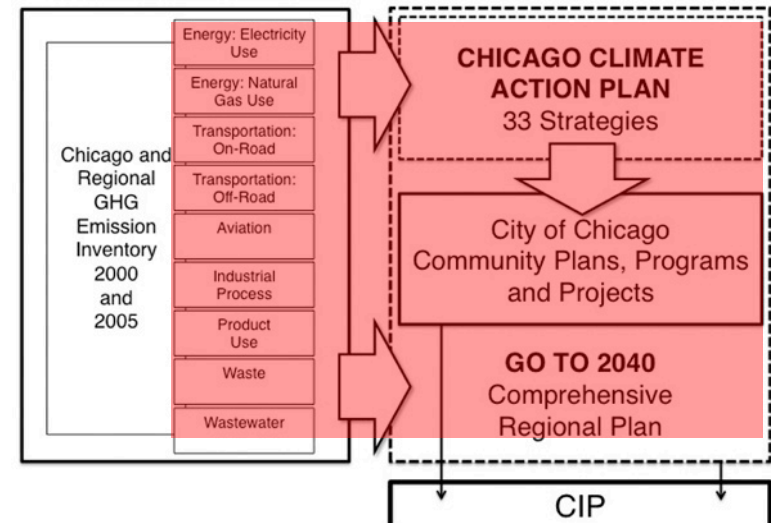 Chicago and
Regional
GHG
Emission
Inventory
2000
and
2005
Energy: Electricity
Use
Energy: Natural
Gas Use
Transportation:
On-Road
Transportation:
Off-Road
Aviation
Industrial
Process
Product
Use
Waste
Wastewater
CHICAGO CLIMATE
ACTION PLAN
33 Strategies
City of Chicago
Community Plans, Programs
and Projects
GO TO 2040
Comprehensive
Regional Plan
CIP